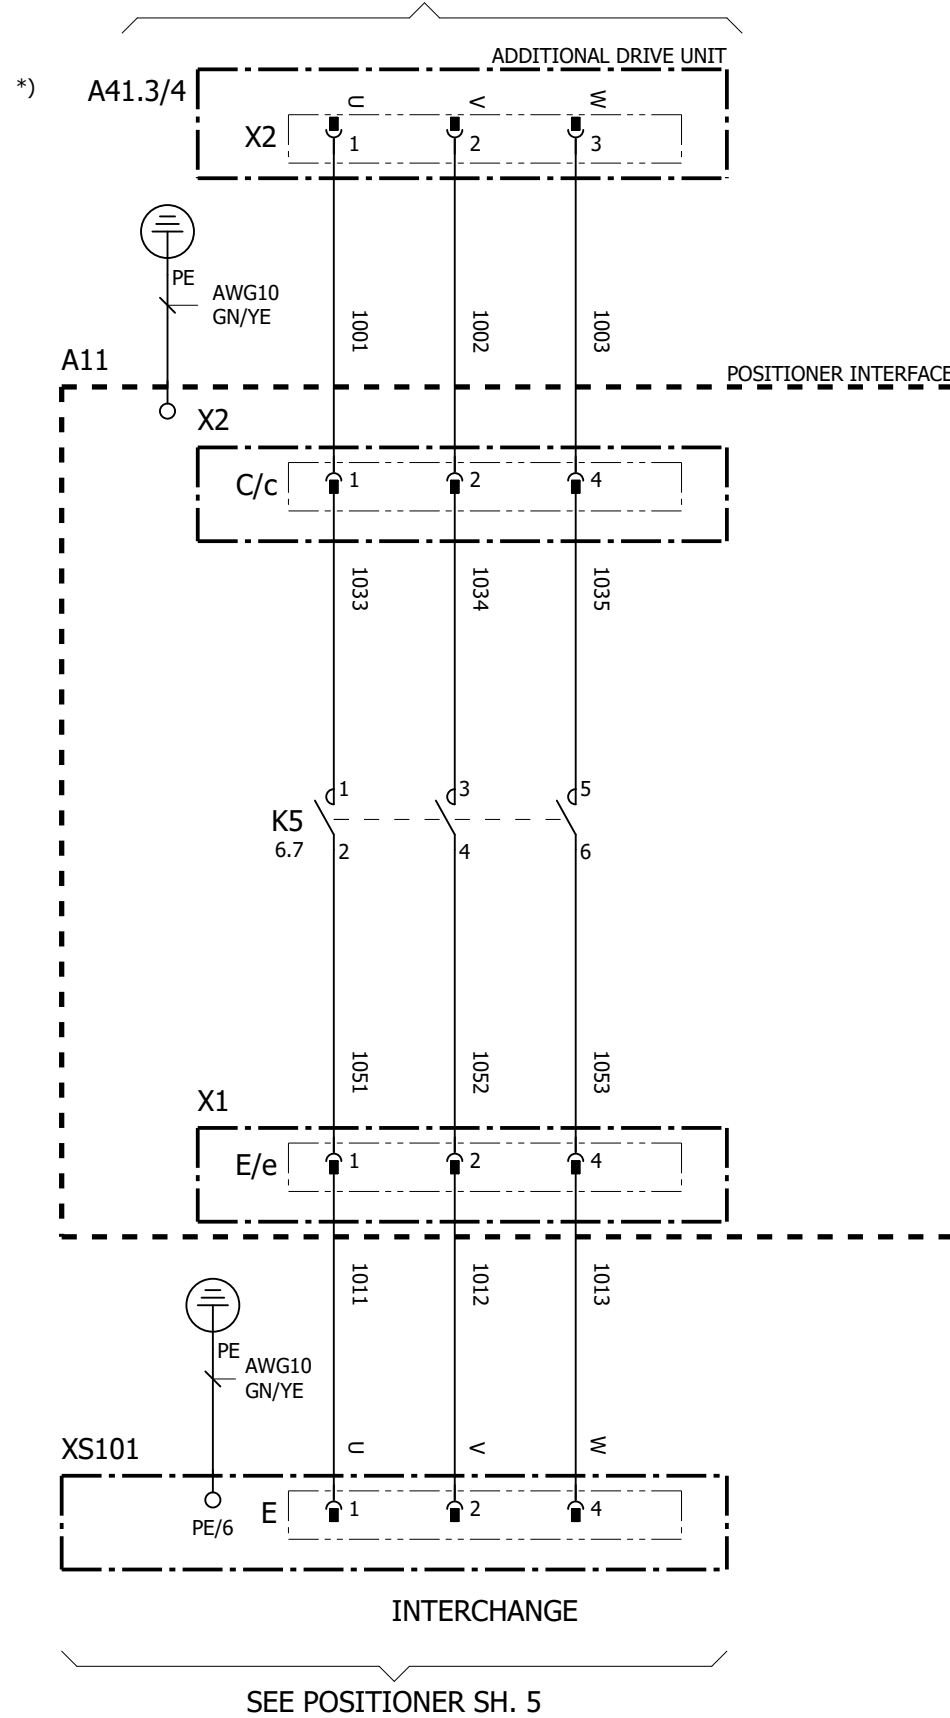 ADDITIONAL DRIVE UNIT
*) A41.3/4
U V W
X2 1 2 3
PE
AWG10
GN/YE
1001 1002 1003
A11
POSITIONER INTERFACE
X2
C/c 1 2 4
1033 1034 1035
1 3 5
K5
6.7 2 4 6
1051 1052 1053
X1
E/e 1 2 4
1011 1012 1013
PE
AWG10
GN/YE
XS101
U V W
E 1 2 4
PE/6
INTERCHANGE
SEE POSITIONER SH. 5